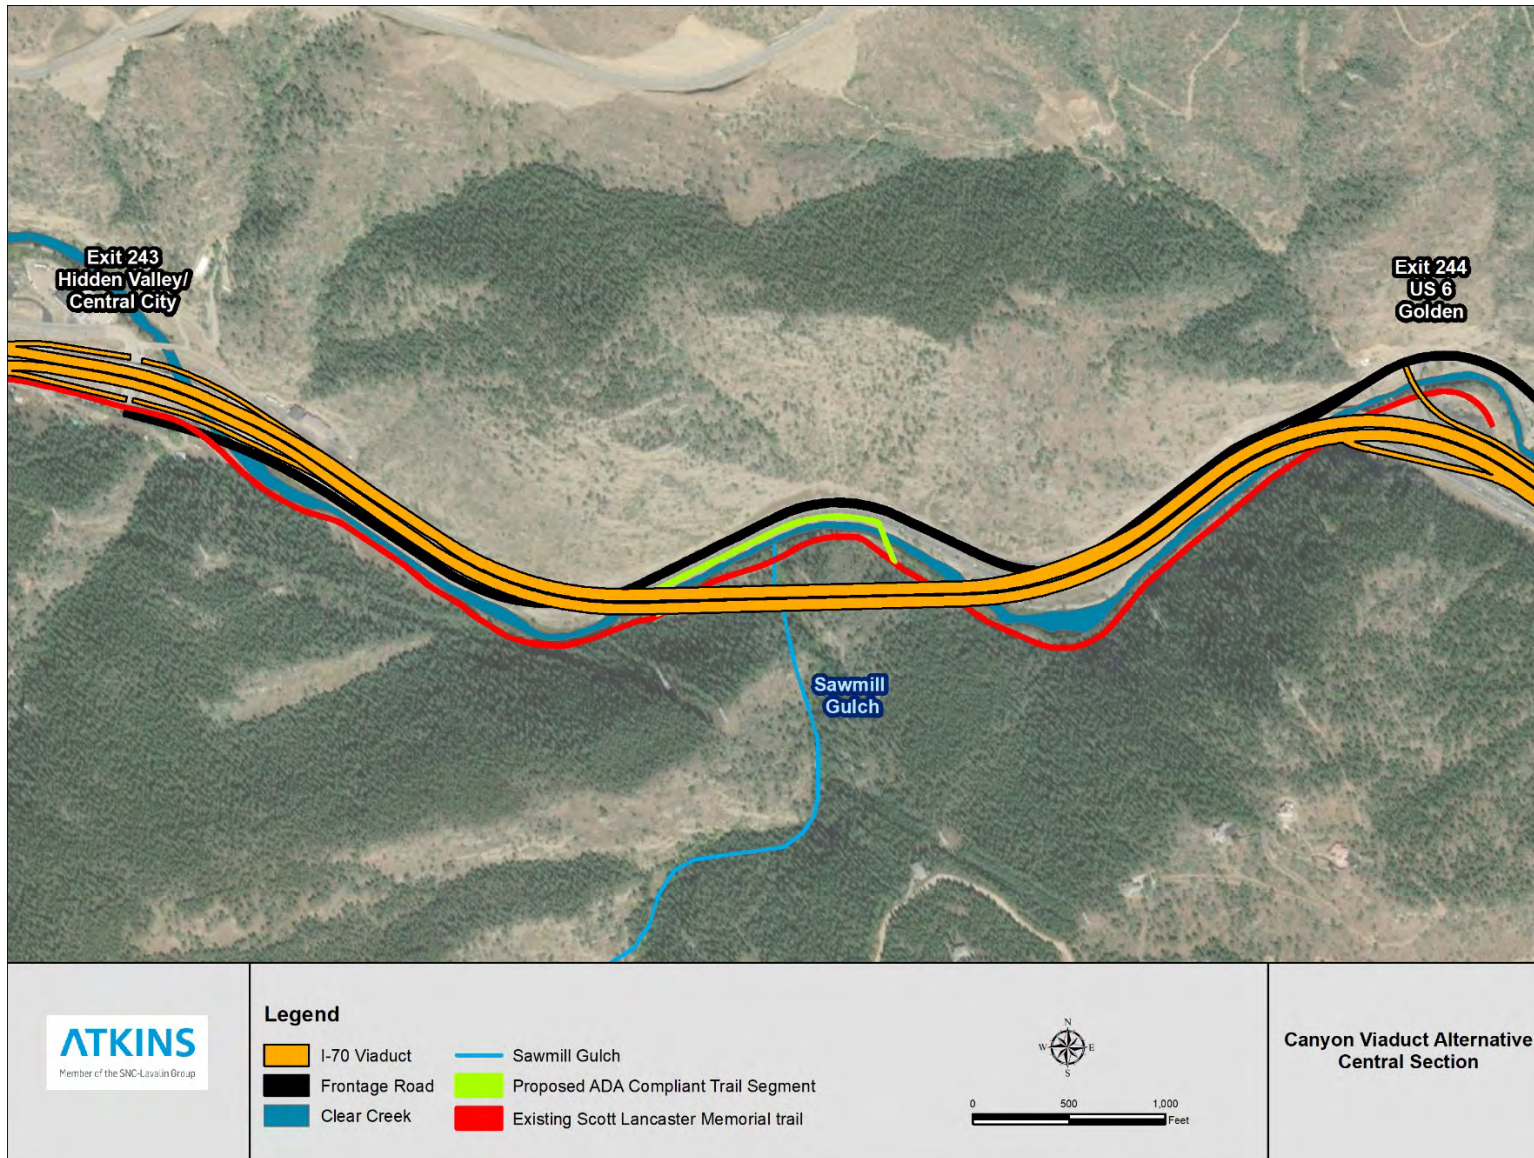 Exit 243
Hidden Valley/
Central City
Exit 244
US 6
Golden
Sawmill
Gulch
ATKINS
Member of the SNC-Lavalin Group
Legend
I-70 Viaduct
Frontage Road
Clear Creek
Sawmill Gulch
Proposed ADA Compliant Trail Segment
Existing Scott Lancaster Memorial trail
N
W
E
S
0 500 1,000
Feet
Canyon Viaduct Alternative
Central Section